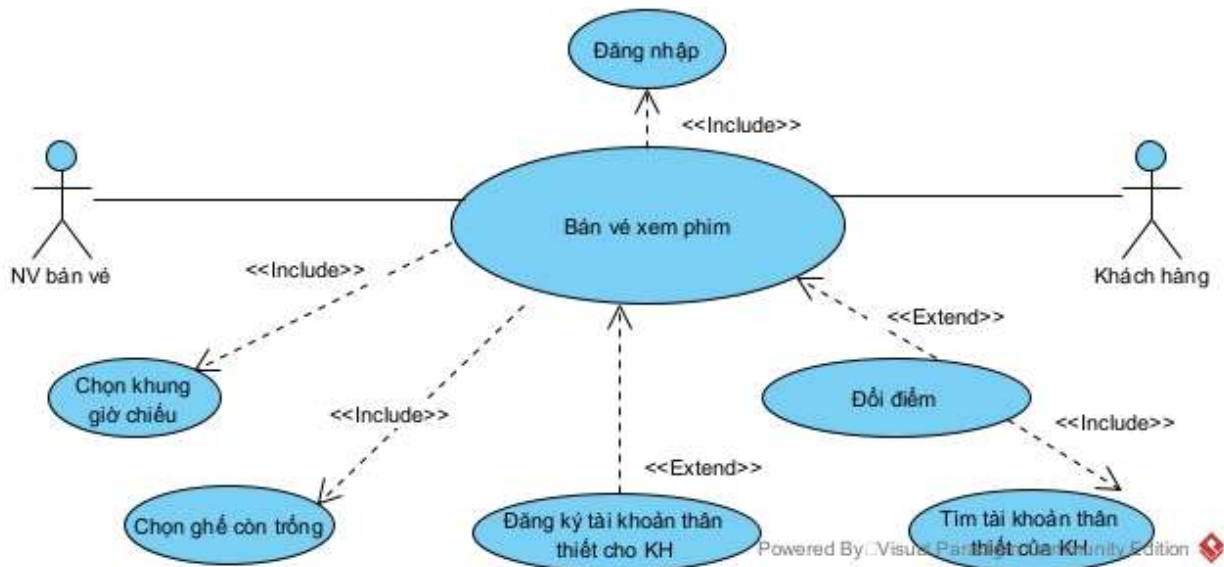 Đăng nhập
<<Include>>
Bán vé xem phim
NV bán vé
Khách hàng
<<Include>>
<<Extend>>
Chọn khung
giờ chiếu
Đổi điểm
<<Include>>
<<Include>>
<<Extend>>
Chọn ghế còn trống
Đăng ký tài khoản thân
thiết cho KH
Tìm tài khoản thân
thiết của KH
Powered By Visual Paradigm Community Edition